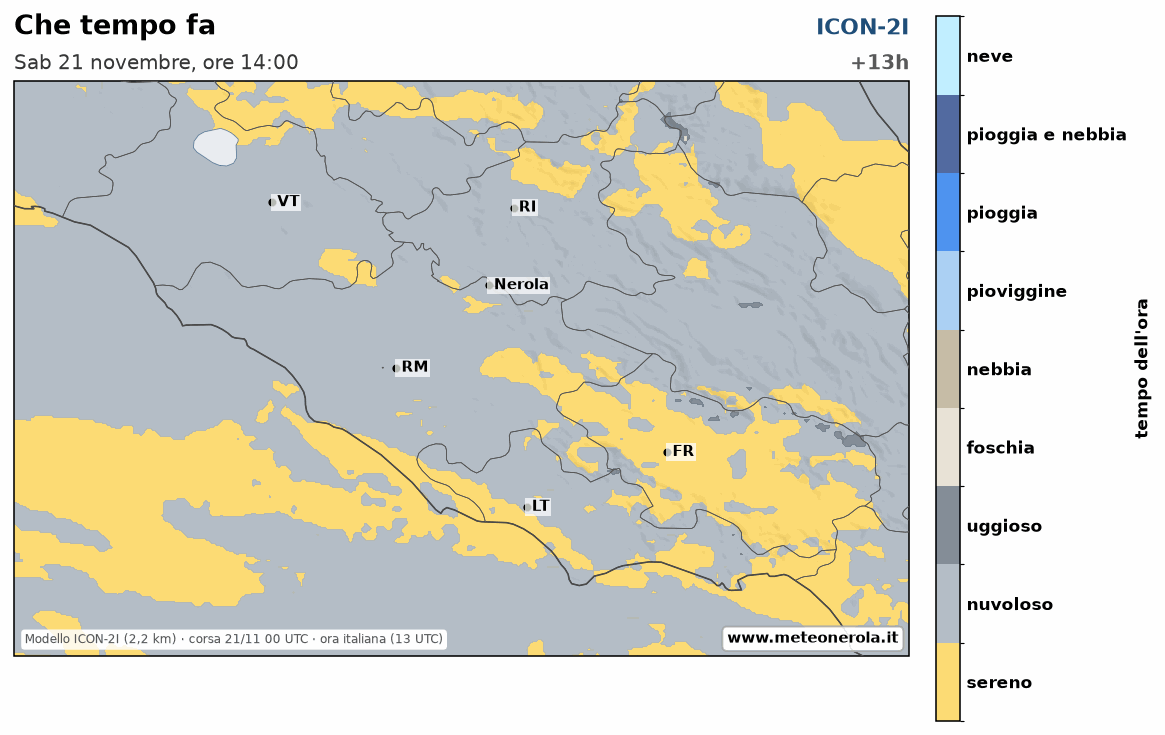 Che tempo fa
ICON-2I
Sab 21 novembre, ore 14:00
+13h
VT
RI
Nerola
RM
FR
LT
Modello ICON-2I (2,2 km) · corsa 21/11 00 UTC · ora italiana (13 UTC)
www.meteonerola.it
neve
pioggia e nebbia
pioggia
pioviggine
nebbia
foschia
uggioso
nuvoloso
sereno
tempo dell'ora